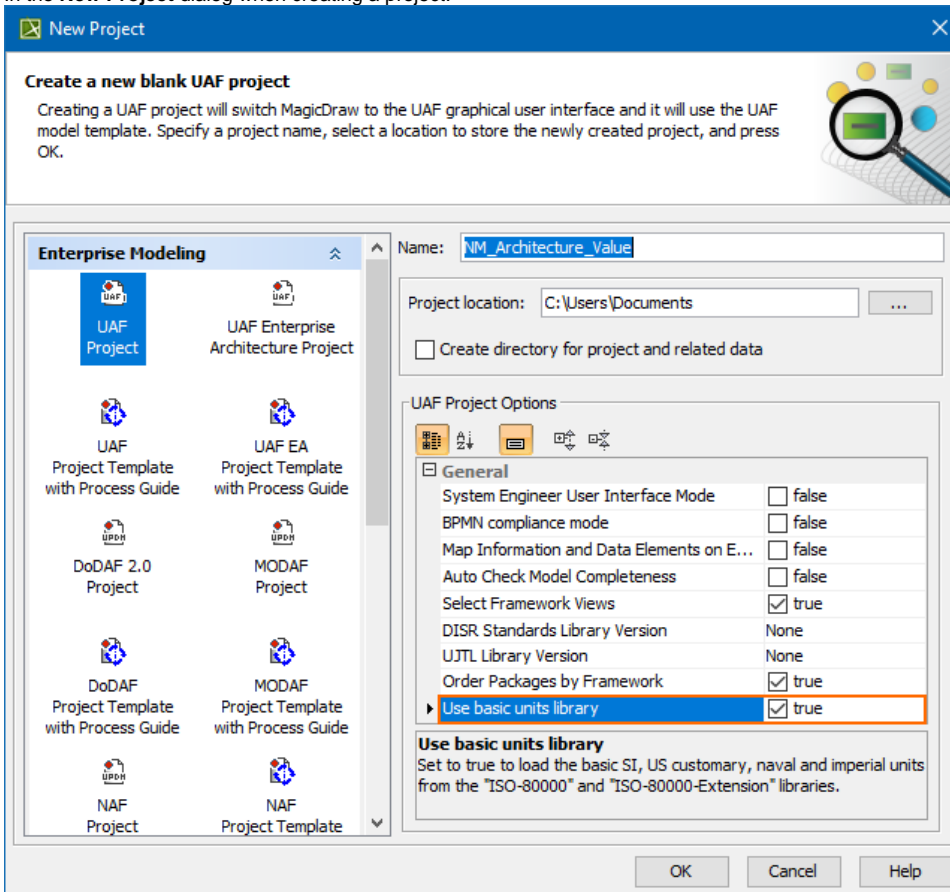 in the New Project dialog when creating a project.
New Project
Create a new blank UAF project
Creating a UAF project will switch MagicDraw to the UAF graphical user interface and it will use the UAF
model template. Specify a project name, select a location to store the newly created project, and press
OK.
Enterprise Modeling
UAF
Project
UAF Enterprise
Architecture Project
UAF
Project Template
with Process Guide
UAF EA
Project Template
with Process Guide
DoDAF 2.0
Project
MODAF
Project
DoDAF
Project Template
with Process Guide
MODAF
Project Template
with Process Guide
NAF
Project
NAF
Project Template
Name: NM_Architecture_Value
Project location: C:\Users\Documents ...
Create directory for project and related data
UAF Project Options
General
System Engineer User Interface Mode false
BPMN compliance mode false
Map Information and Data Elements on E... false
Auto Check Model Completeness false
Select Framework Views true
DISR Standards Library Version None
UJTL Library Version None
Order Packages by Framework true
Use basic units library true
Use basic units library
Set to true to load the basic SI, US customary, naval and imperial units
from the "ISO-80000" and "ISO-80000-Extension" libraries.
OK Cancel Help